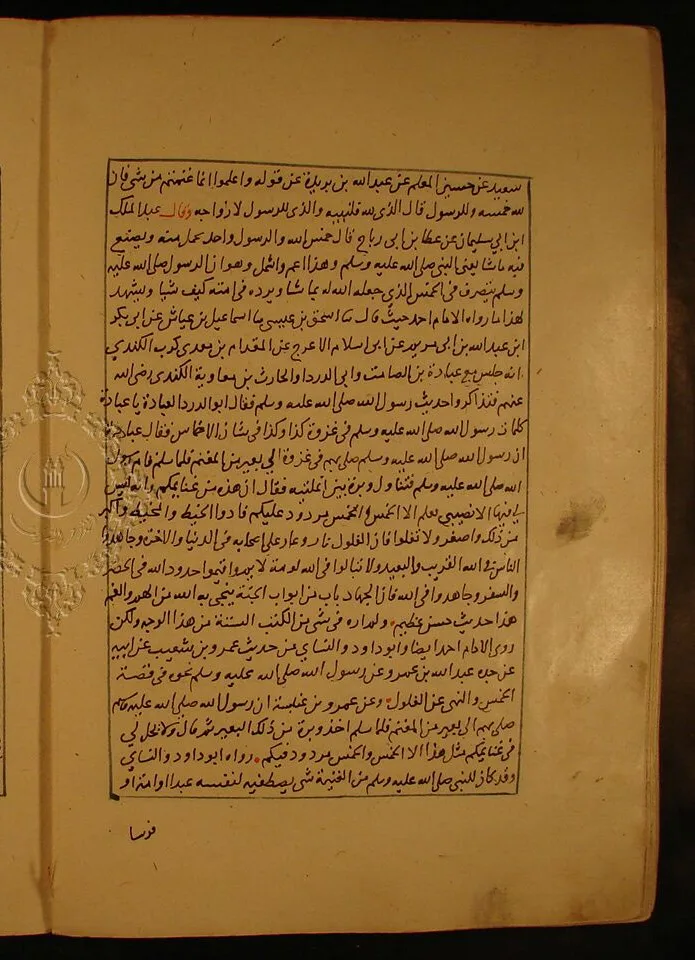 سعيد عن حسين المعلم عن عبد الله بن بريدة عن قوله واعلموا انما غنمتم من شي فان
لله خمسه وللرسول قال الذي لله فلنبيه والذي للرسول لازواجه وقال عبد الملك
ابن ابي سليمان عن عطا بن ابي رباح قال خمس الله والرسول واحد يحمل منه ويصنع
فيه ما شا يعني النبي صلى الله عليه وسلم وهذا اعم واشمل وهو ان الرسول صلى الله عليه
وسلم يتصرف في الخمس الذي جعله الله له بما شا ويرده في امته كيف شا ويشهد
لهذا ما رواه الامام احمد حيث قال ثنا اسحق بن عيسى ثنا اسماعيل بن عياش عن ابي بكر
ابن عبد الله بن ابي مريم عن ابي سلام الاعرج عن المقدام بن معدي كرب الكندي
انه جلس مع عبادة بن الصامت وابي الدردا والحارث بن معاوية الكندي رضي الله
عنهم فتذاكروا حديث رسول الله صلى الله عليه وسلم فقال ابو الدردا لعبادة يا عبادة
كلمات رسول الله صلى الله عليه وسلم في غزوة كذا وكذا في شان الاخماس فقال عبادة
ان رسول الله صلى الله عليه وسلم صلى بهم في غزوة الى بعير من المغنم فلما سلم قام رسول
الله صلى الله عليه وسلم فتناول وبرة بين انملتيه فقال ان هذه من غنايمكم وانه ليس
لي فيها الا نصيبي معكم الا الخمس والخمس مردود عليكم فادوا الخيط والمخيط واكبر
من ذلك واصغر ولا تغلوا فان الغلول نار وعار على اصحابه في الدنيا والاخرة وجاهدوا
الناس في الله القريب والبعيد ولا تبالوا في الله لومة لايم واقيموا حدود الله في الحضر
والسفر وجاهدوا في الله فان الجهاد باب من ابواب الجنة ينجي به الله من الهم والغم
هذا حديث حسن عظيم ولم اره في شي من الكتب الستة من هذا الوجه ولكن
روى الامام احمد ايضا وابو داود والنساي من حديث عمرو بن شعيب عن ابيه
عن جده عبد الله بن عمرو عن رسول الله صلى الله عليه وسلم نحوه في قصة
الخمس والنهي عن الغلول وعن عمرو بن عنبسة ان رسول الله صلى الله عليه وسلم
صلى بهم الى بعير من المغنم فلما سلم اخذ وبرة من ذلك البعير ثم قال ولا يحل لي
في غنايمكم مثل هذا الا الخمس والخمس مردود فيكم رواه ابو داود والنساي
وقد كان للنبي صلى الله عليه وسلم من الغنيمة شي يصطفيه لنفسه عبدا او امة او
فرسا